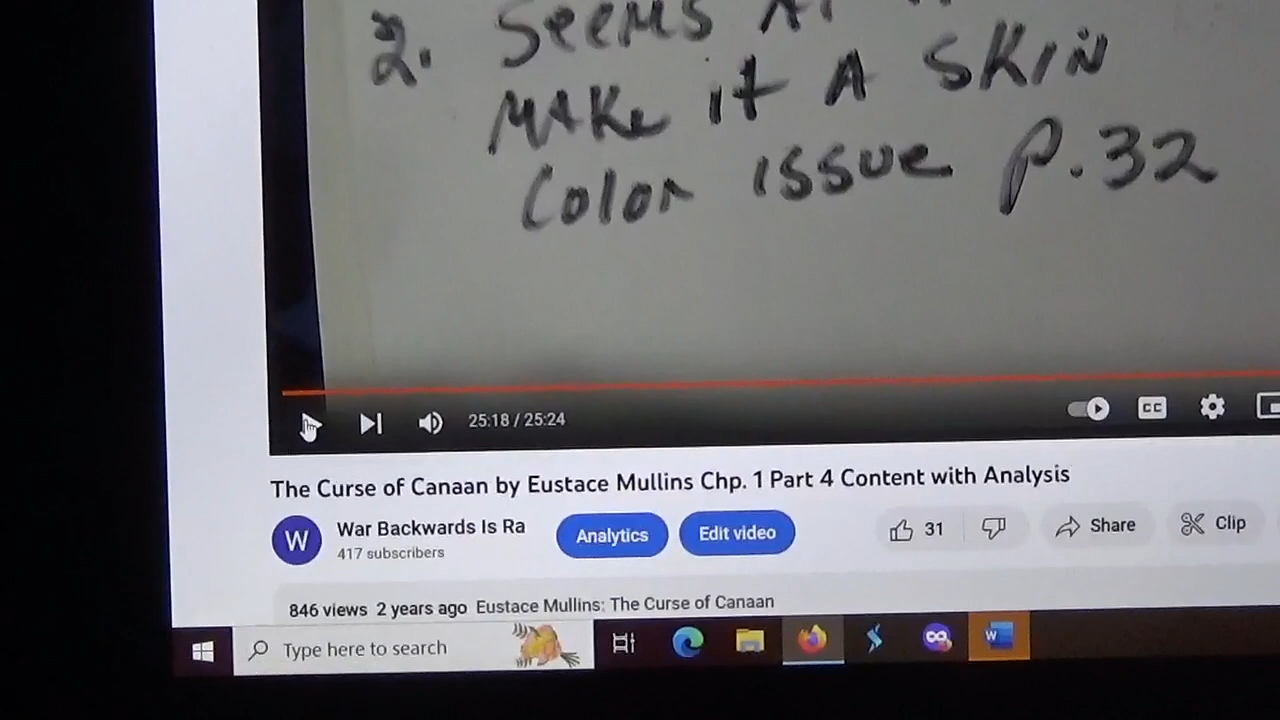 2. Seems
Make it A Skin
Color issue p.32
25:18 / 25:24
CC
The Curse of Canaan by Eustace Mullins Chp. 1 Part 4 Content with Analysis
W
War Backwards Is Ra
417 subscribers
Analytics
Edit video
31
Share
Clip
846 views 2 years ago Eustace Mullins: The Curse of Canaan
Type here to search
W